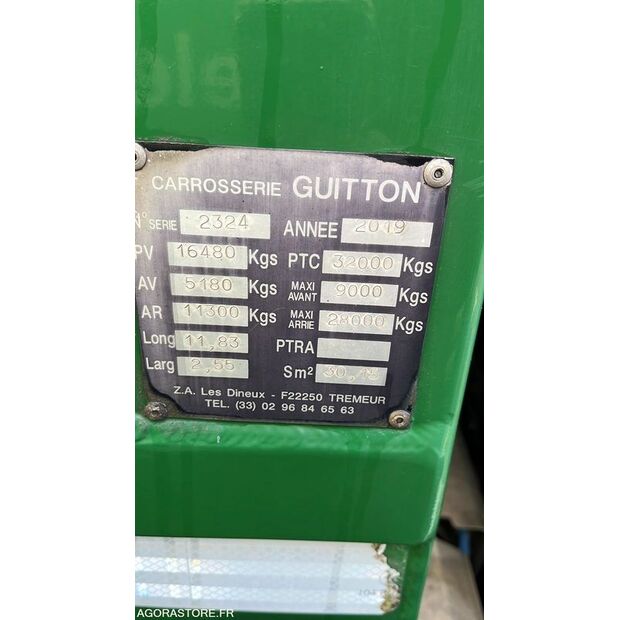 CARROSSERIE GUITTON
N° SERIE 2324 ANNEE 2019
PV 16480 Kgs PTC 32000 Kgs
AV 5180 Kgs MAXI AVANT 9000 Kgs
AR 11300 Kgs MAXI ARRIE 28000 Kgs
Long 11,83 PTRA
Larg 2,55 Sm²
Z.A. Les Dineux - F22250 TREMEUR
TEL. (33) 02 96 84 65 63
104
AGORASTORE.FR